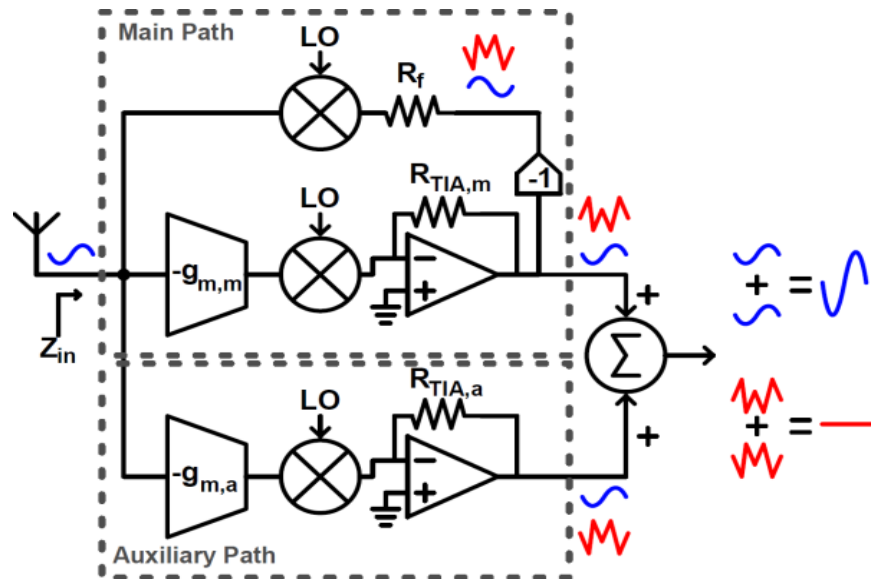 Main Path
LO
R_f
-1
LO
R_TIA,m
-g_m,m
+
-
+
=
Z_in
+
Σ
+
LO
R_TIA,a
-g_m,a
-
+
+
=
Auxiliary Path